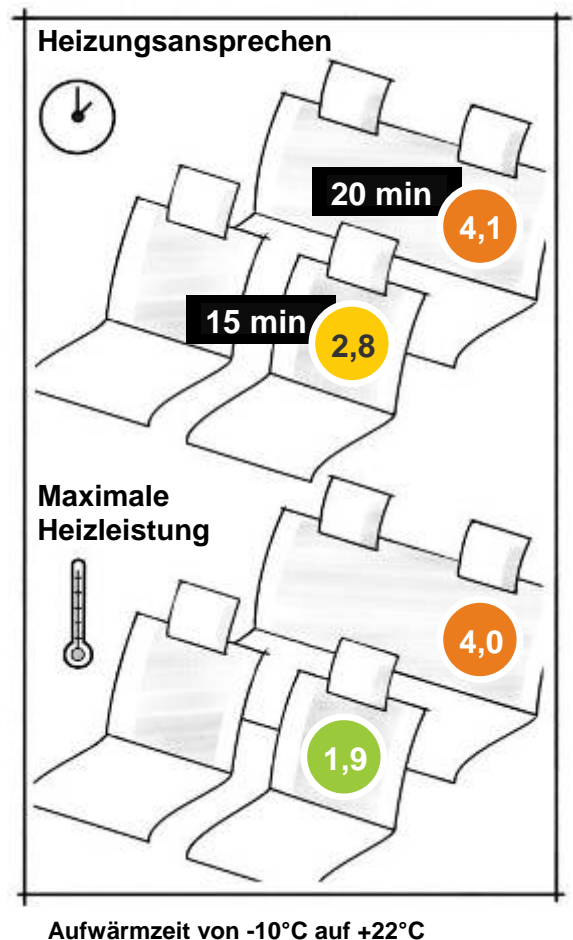 Heizungsansprechen
20 min
4,1
15 min
2,8
Maximale
Heizleistung
4,0
1,9
Aufwärmzeit von -10°C auf +22°C